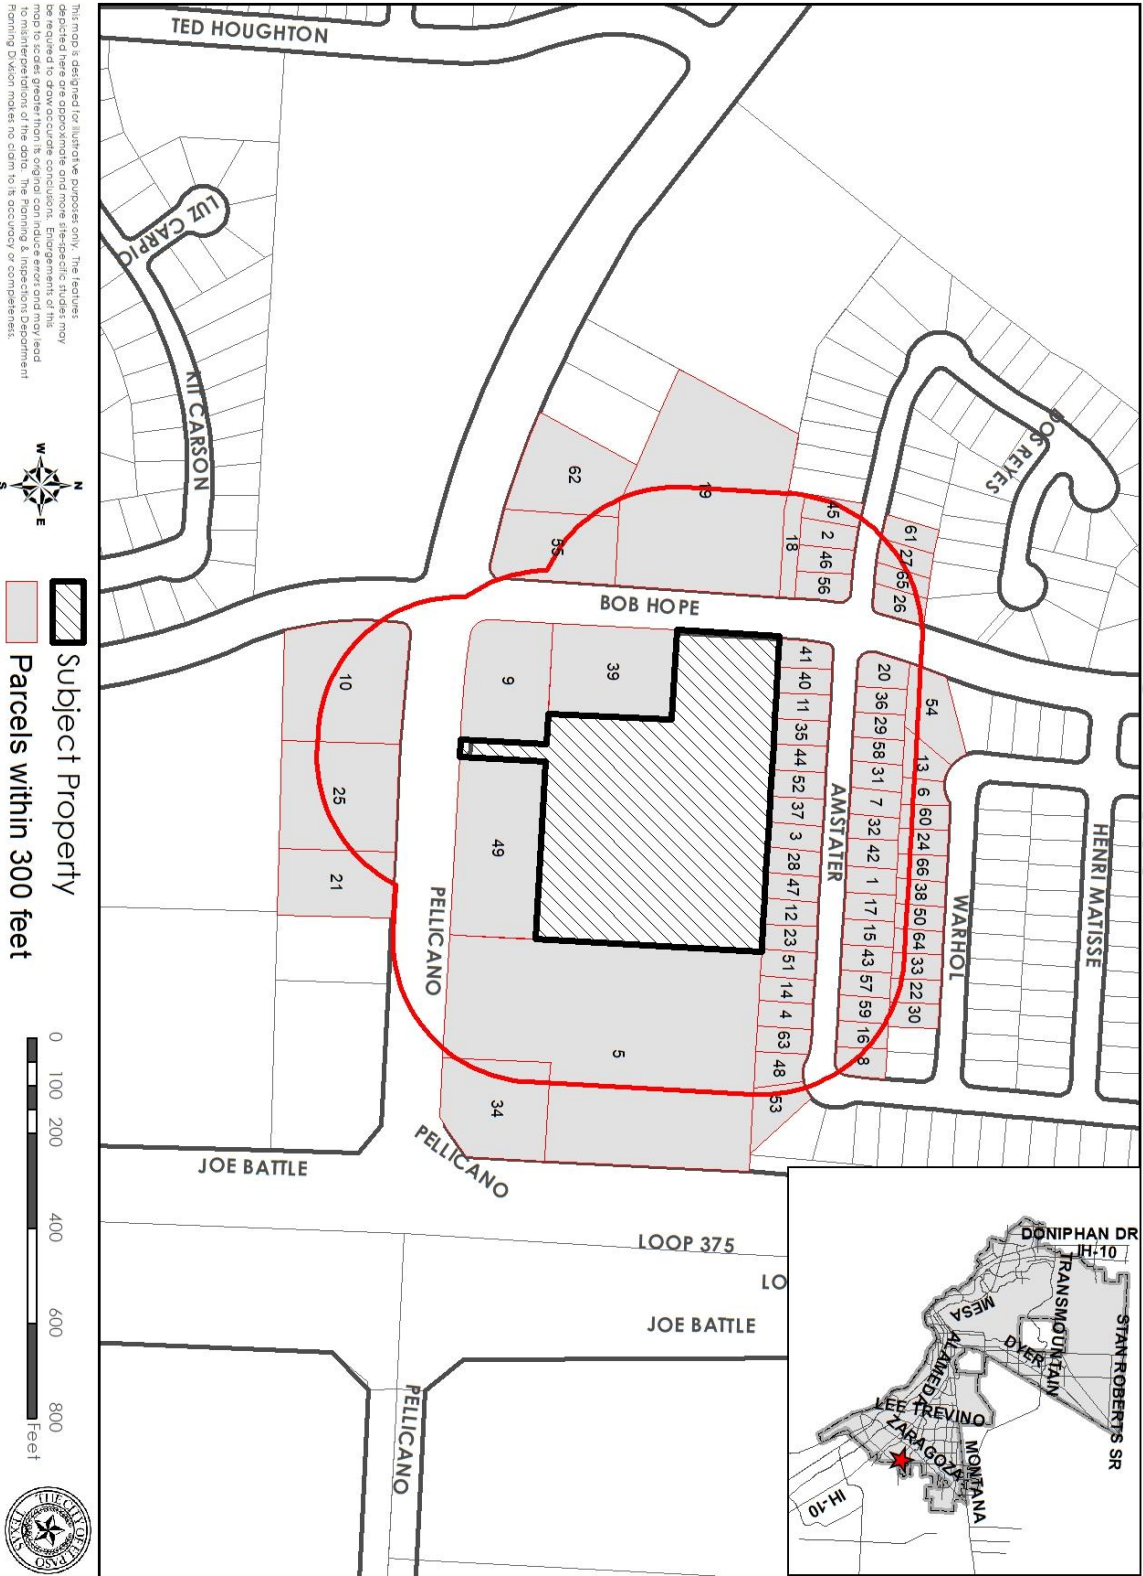 TED HOUGHTON
LUZ CARPIO
KIT CARSON
DOS REYES
BOB HOPE
AMSTATER
WARHOL
HENRI MATISSE
PELLICANO
PELLICANO
JOE BATTLE
LOOP 375
LO
JOE BATTLE
PELLICANO
62
55
19
18
45
2
46
56
61
27
65
26
41
40
11
35
44
52
37
3
28
47
12
23
51
14
4
63
48
53
20
36
29
58
31
7
32
42
1
17
15
43
57
59
16
8
54
13
6
60
24
66
38
50
64
33
22
30
9
39
49
5
34
10
25
21
DONIPHAN DR
IH-10
TRANSMOUNTAIN
STAN ROBERTS SR
MESA
DYER
ALAMEDA
LEE TREVINO
ZARAGOZA
MONTANA
IH-10
This map is designed for illustrative purposes only. The features
depicted here are approximate and more site-specific studies may
be required to draw accurate conclusions. Enlargements of this
map to scales greater than its original can induce errors and may lead
to misinterpretations of the data. The Planning & Inspections Department
Planning Division makes no claim to its accuracy or completeness.
N
W
E
S
Subject Property
Parcels within 300 feet
0 100 200 400 600 800
Feet
THE CITY OF EL PASO
TEXAS